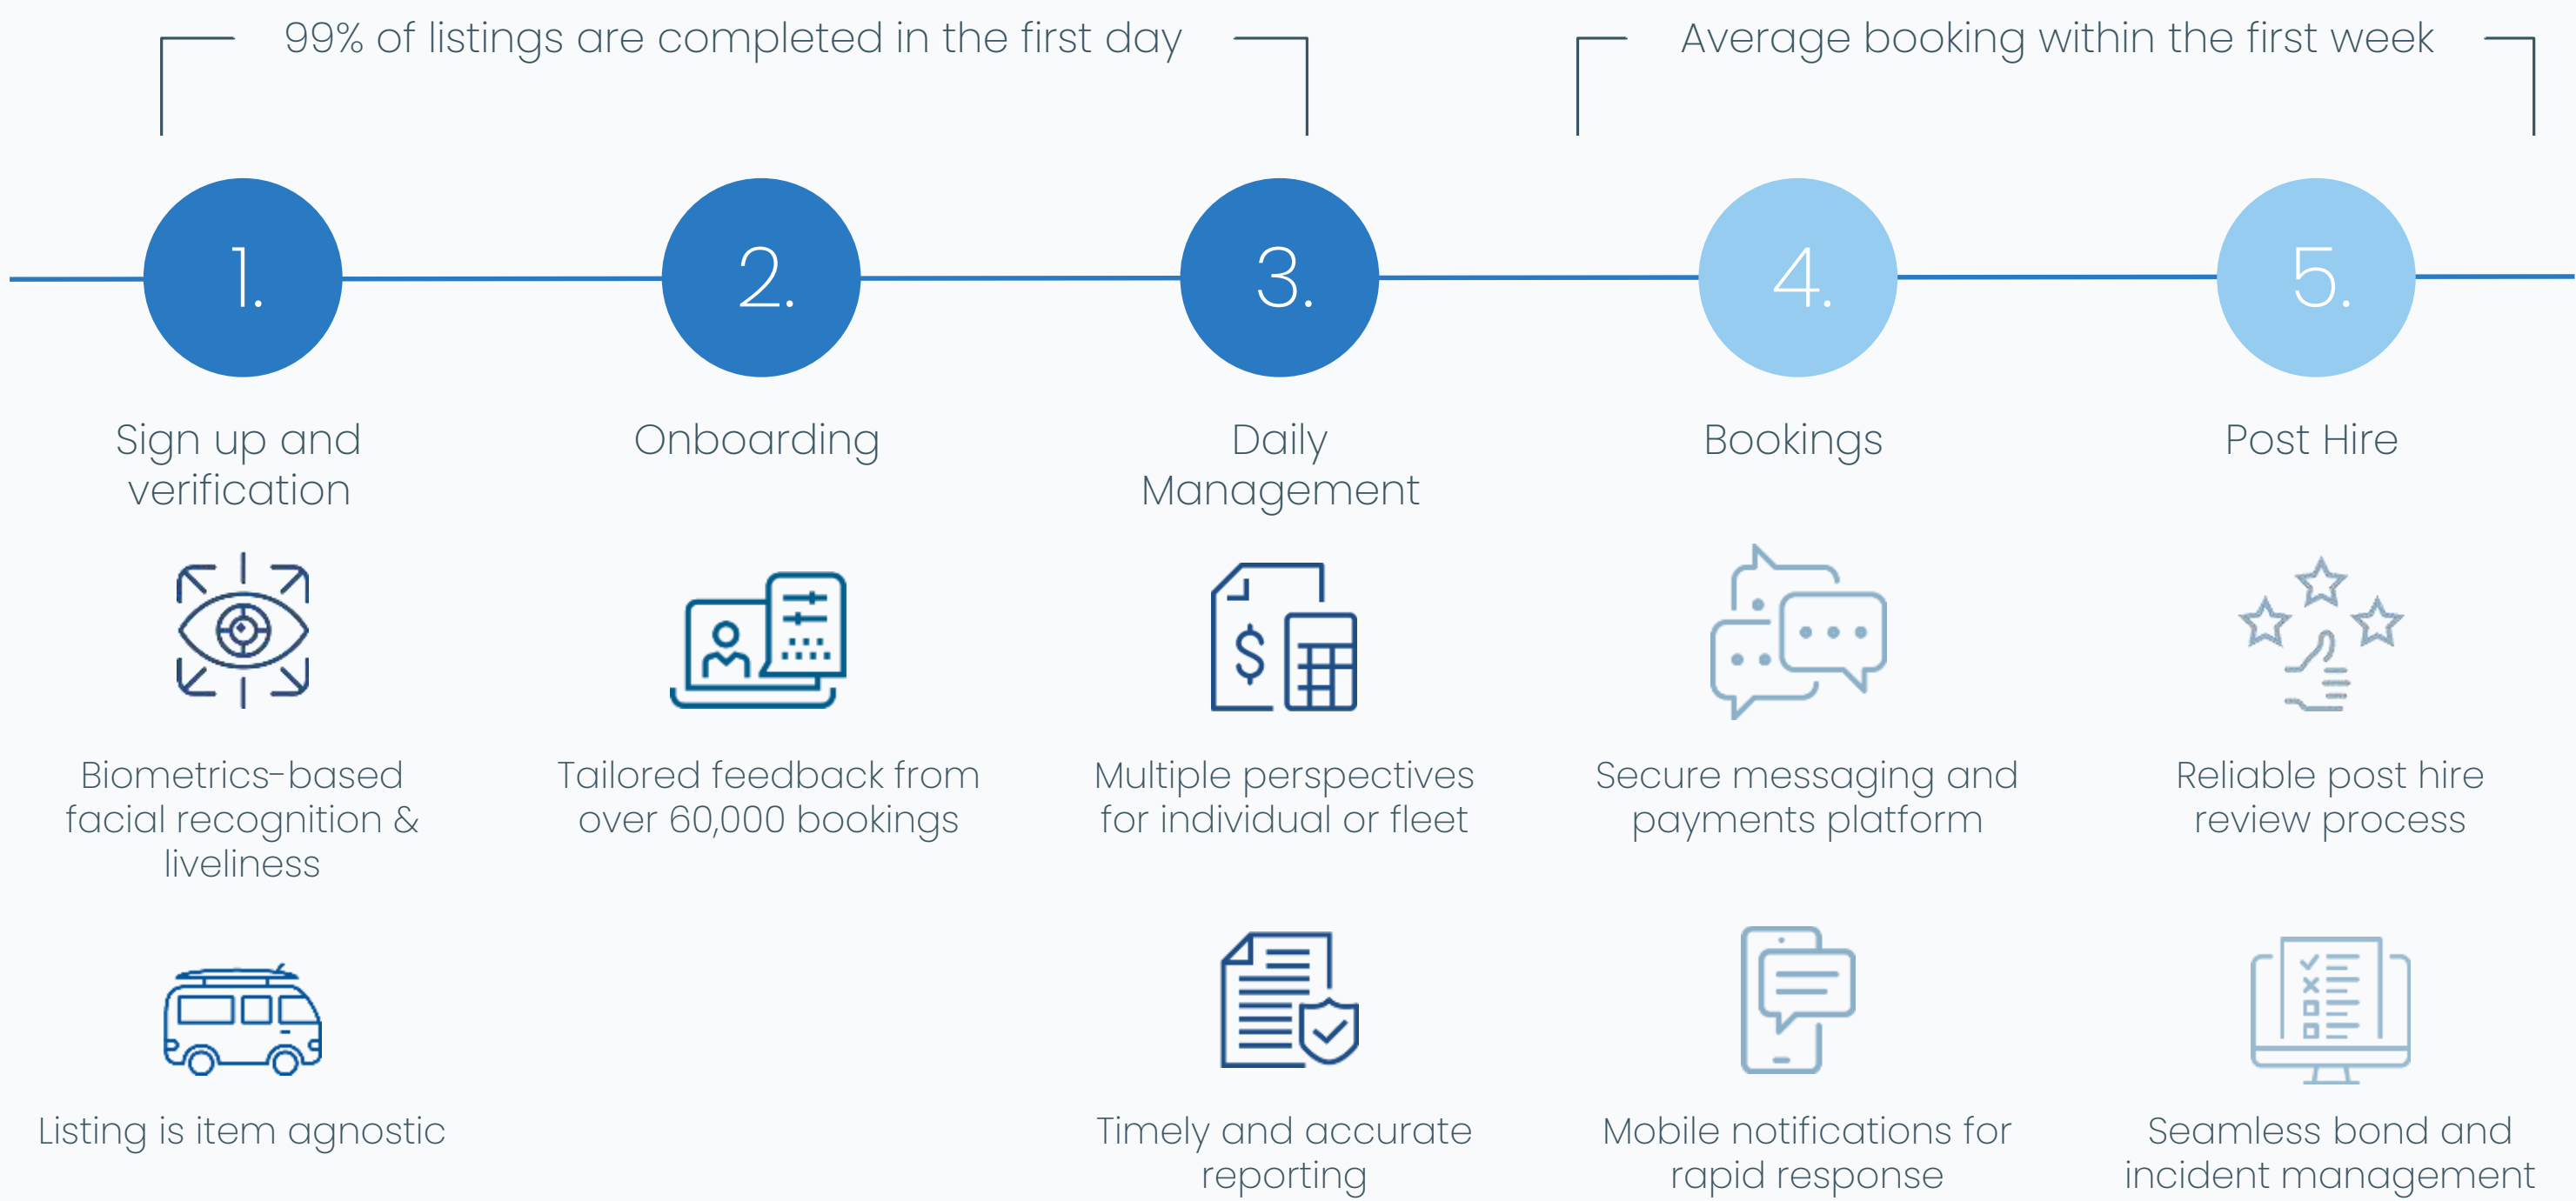 99% of listings are completed in the first day
Average booking within the first week
1.
2.
3.
4.
5.
Sign up and
verification
Onboarding
Daily
Management
Bookings
Post Hire
$
Biometrics-based
facial recognition &
liveliness
Tailored feedback from
over 60,000 bookings
Multiple perspectives
for individual or fleet
Secure messaging and
payments platform
Reliable post hire
review process
Listing is item agnostic
Timely and accurate
reporting
Mobile notifications for
rapid response
Seamless bond and
incident management